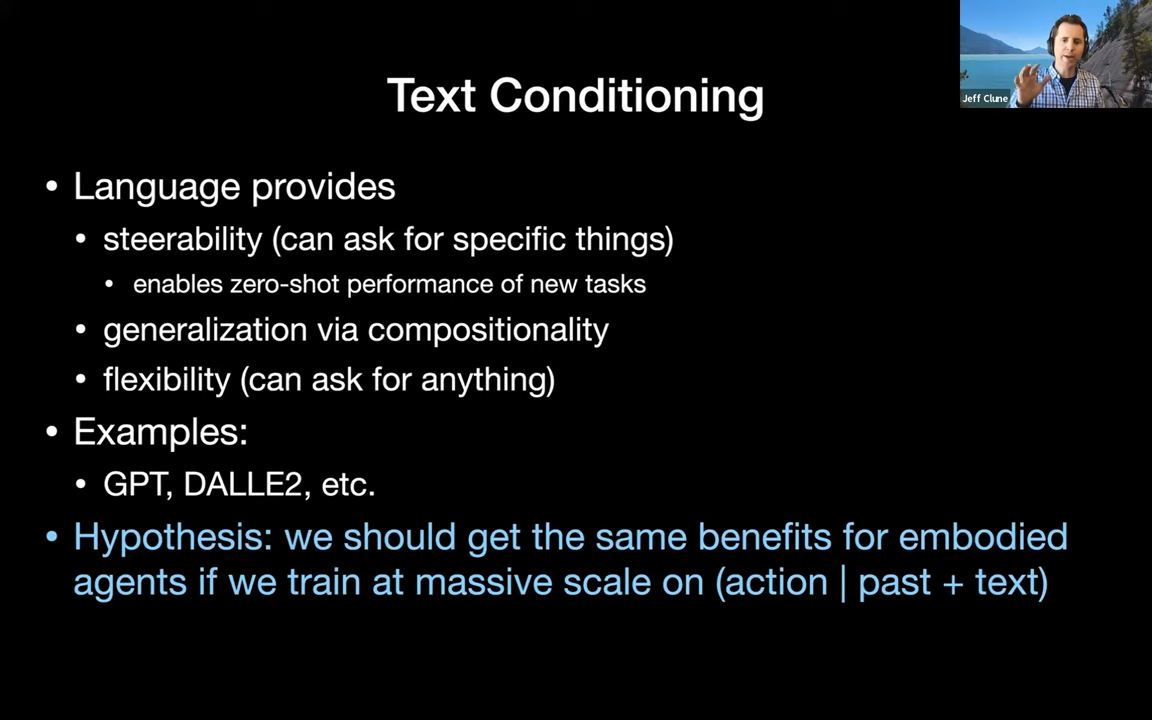 Text Conditioning
Jeff Clune
• Language provides
• steerability (can ask for specific things)
• enables zero-shot performance of new tasks
• generalization via compositionality
• flexibility (can ask for anything)
• Examples:
• GPT, DALLE2, etc.
• Hypothesis: we should get the same benefits for embodied
agents if we train at massive scale on (action | past + text)